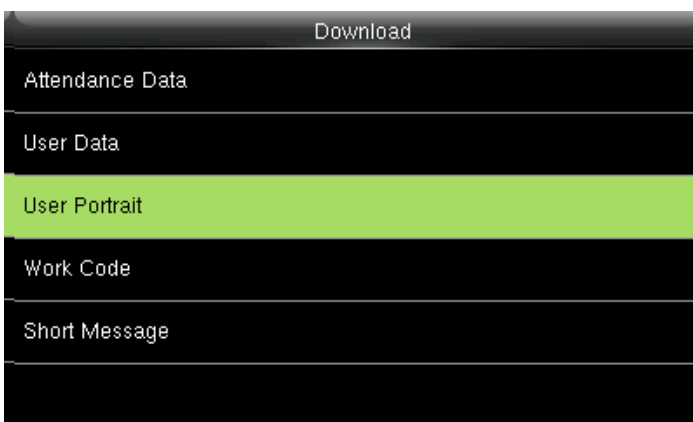 Download
Attendance Data
User Data
User Portrait
Work Code
Short Message